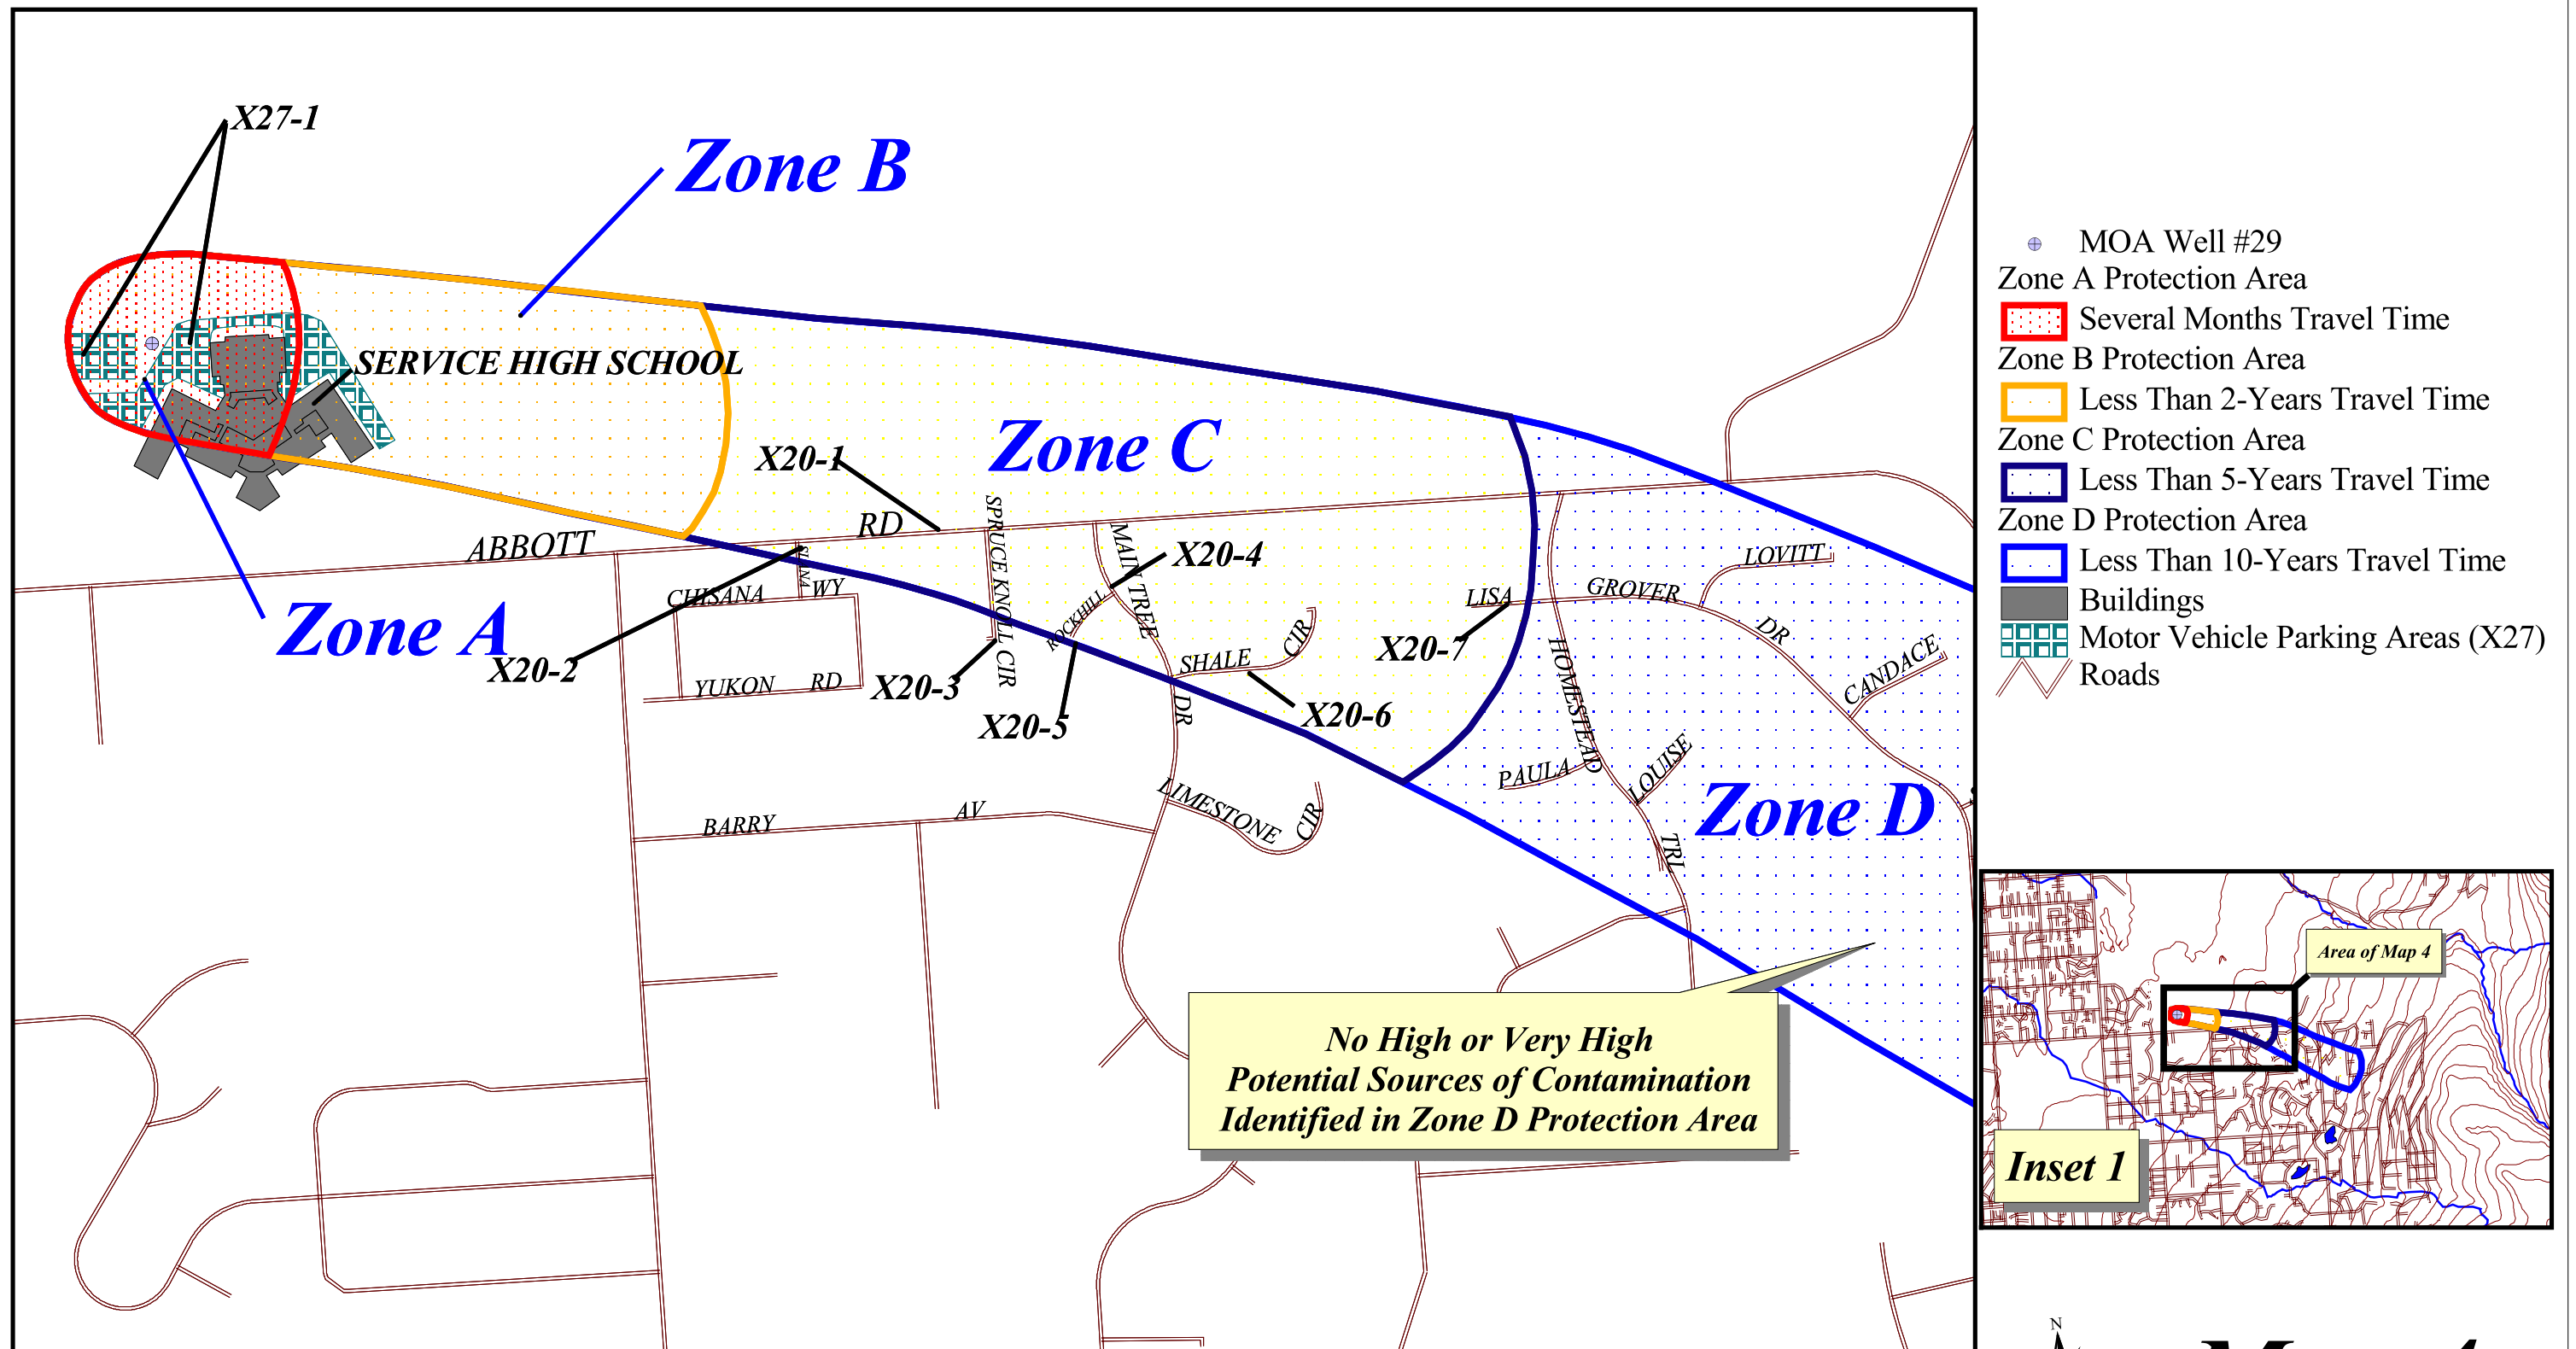 X27-1
Zone B
SERVICE HIGH SCHOOL
Zone C
X20-1
ABBOTT RD
SPRUCE KNOLL CIR
MAIN TREE DR
X20-4
ROCKHILL
CHISANA WY
Zone A
X20-2
YUKON RD
X20-3
X20-5
SHALE CIR
X20-6
LISA
X20-7
GROVER DR
LOVITT
HOMESTEAD TRL
CANDACE
PAULA
LOUISE
Zone D
LIMESTONE CIR
BARRY AV
No High or Very High
Potential Sources of Contamination
Identified in Zone D Protection Area
MOA Well #29
Zone A Protection Area
Several Months Travel Time
Zone B Protection Area
Less Than 2-Years Travel Time
Zone C Protection Area
Less Than 5-Years Travel Time
Zone D Protection Area
Less Than 10-Years Travel Time
Buildings
Motor Vehicle Parking Areas (X27)
Roads
Area of Map 4
Inset 1
N